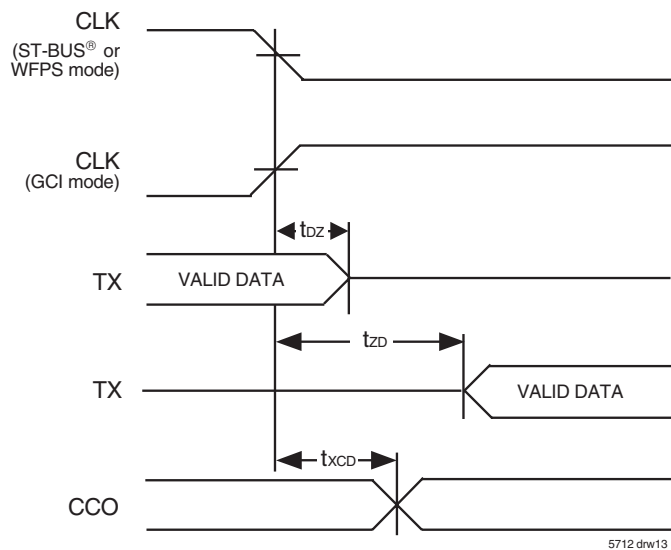 CLK
(ST-BUS® or
WFPS mode)
CLK
(GCI mode)
tDZ
TX
VALID DATA
tZD
TX
VALID DATA
tXCD
CCO
5712 drw13